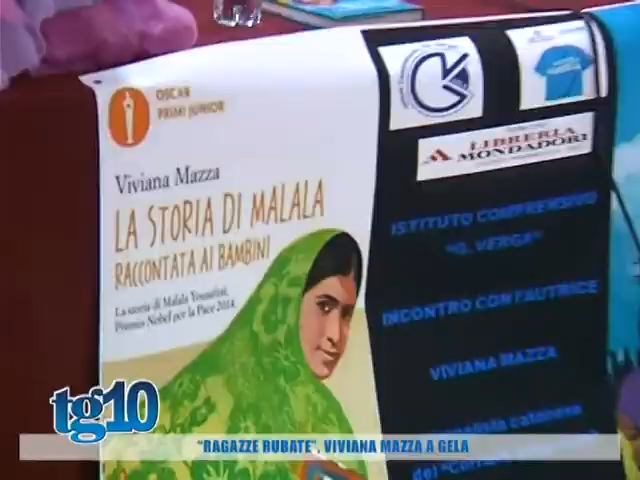 OSCAR
PRIMI JUNIOR
Viviana Mazza
LA STORIA DI MALALA
RACCONTATA AI BAMBINI
La storia di Malala Yousafzai,
Premio Nobel per la Pace 2014
LIBRERIA
MONDADORI
ISTITUTO COMPRENSIVO
"G. VERGA"
INCONTRO CON L'AUTRICE
VIVIANA MAZZA
catanese
del
tg10
"RAGAZZE RUBATE", VIVIANA MAZZA A GELA